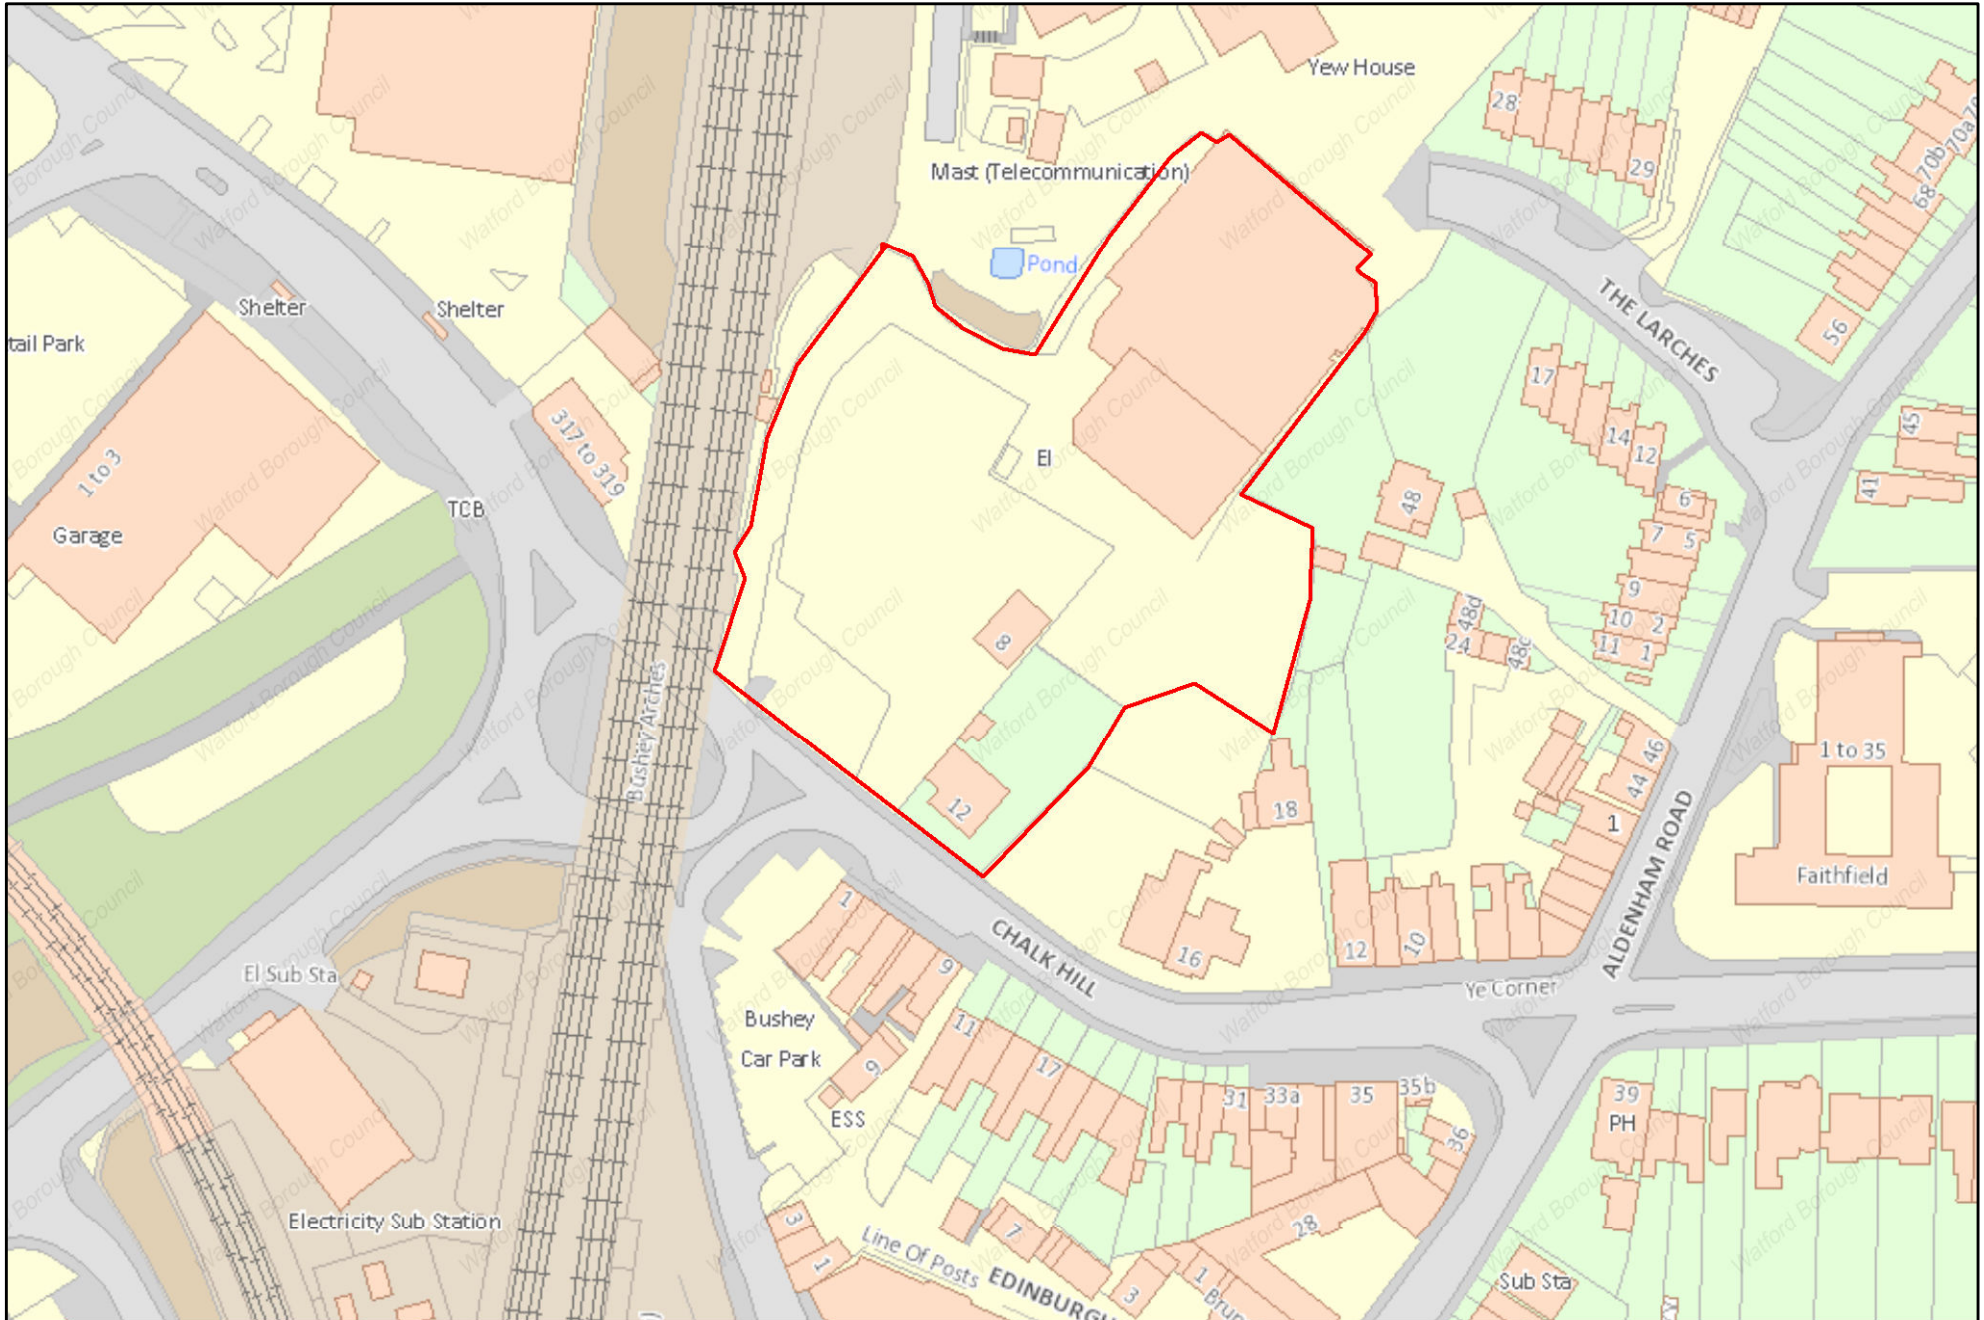 Yew House
28
29
Mast (Telecommunication)
70a
70b
68
Pond
THE LARCHES
56
Shelter
Shelter
tail Park
17
14
12
45
41
317 to 319
1 to 3
El
48
TCB
Garage
6
7 5
9
10 2
11 1
48d
24
48c
8
Bushey Arches
12
18
46
44
1
1 to 35
Faithfield
ALDENHAM ROAD
1
9
CHALK HILL
16
12
10
Ye Corner
El Sub Sta
Bushey
Car Park
11
17
9
ESS
31
33a
35
35b
36
39
PH
Electricity Sub Station
3
1
7
28
Line Of Posts
EDINBURGH
3
1
Brun
Sub Sta
Watford Borough Council